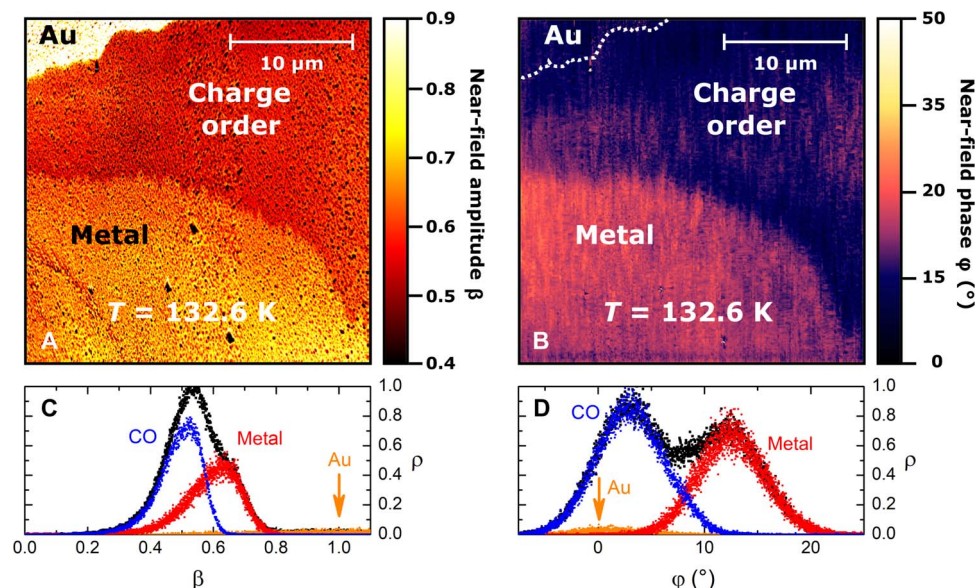 Au
10 µm
Charge
order
Metal
T = 132.6 K
A
0.9
0.8
0.7
0.6
0.5
0.4
Near-field amplitude β
Au
10 µm
Charge
order
Metal
T = 132.6 K
B
50
45
35
25
20
15
0
Near-field phase φ (°)
C
CO
Metal
Au
1.0
0.8
0.6
0.4
0.2
0.0
ρ
0.0 0.2 0.4 0.6 0.8 1.0
β
D
CO
Metal
Au
1.0
0.8
0.6
0.4
0.2
0.0
ρ
0 10 20
φ (°)